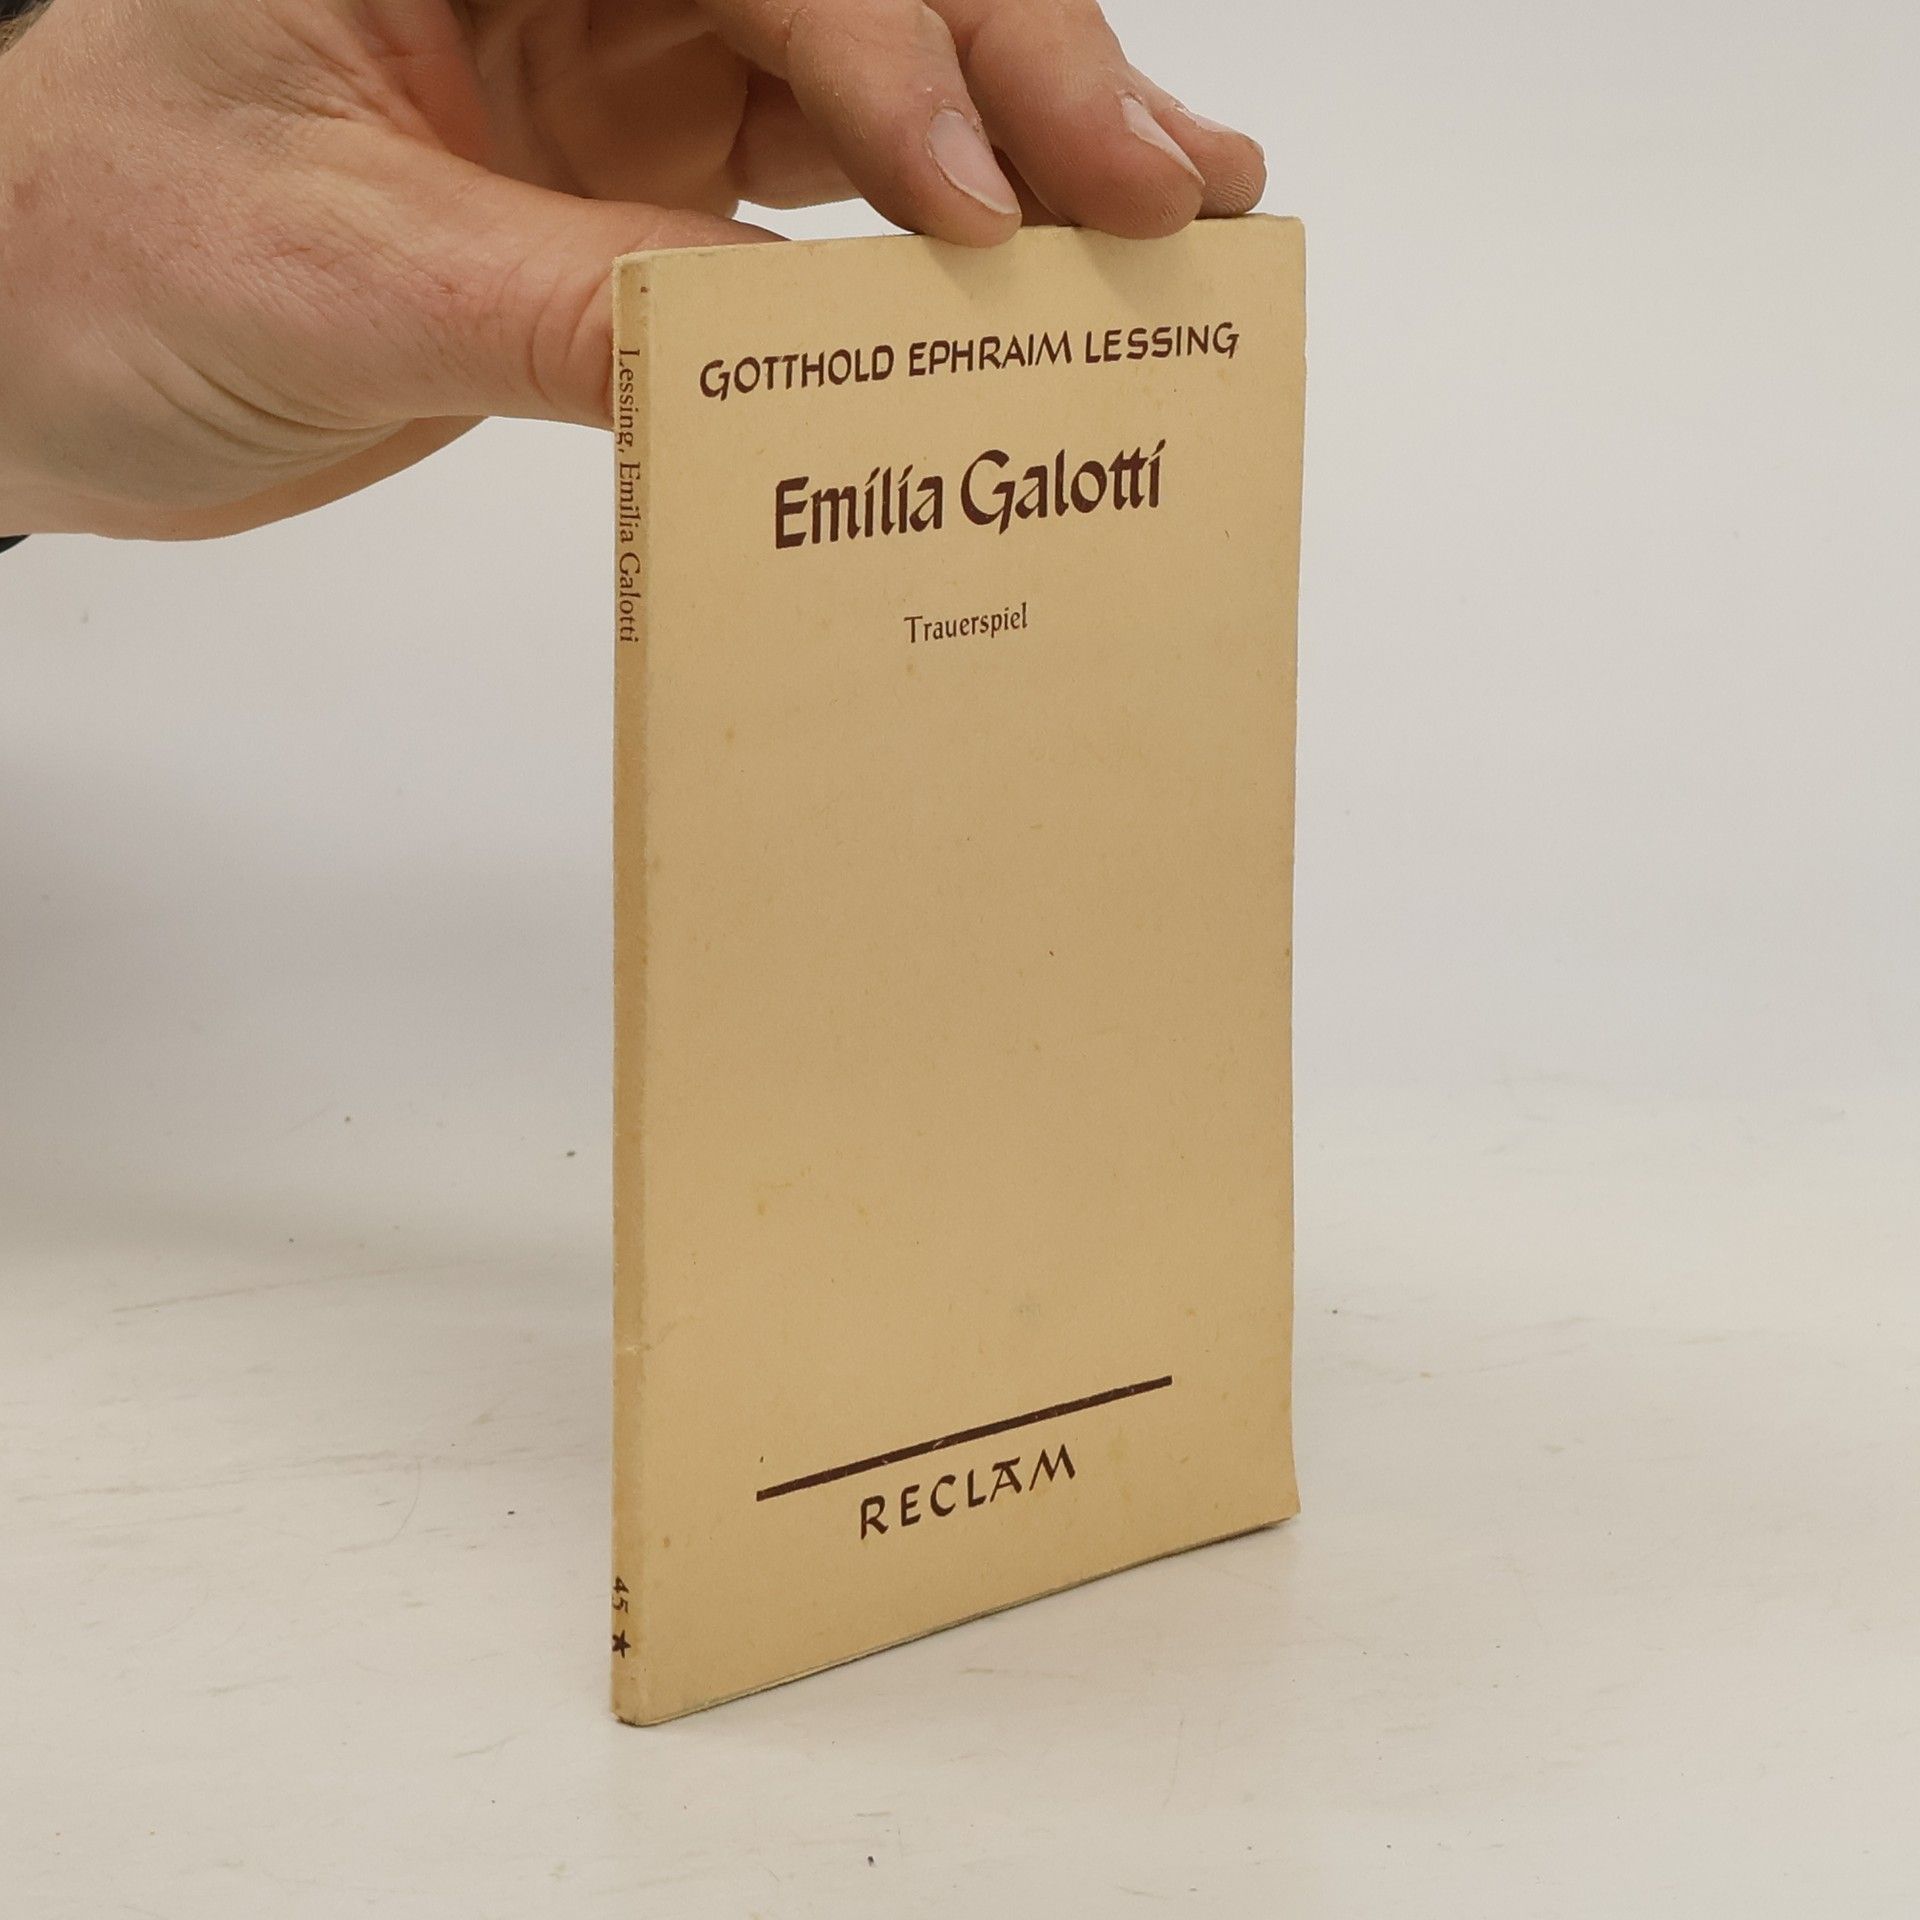 GOTTHOLD EPHRAIM LESSING
Emilia Galotti
Trauerspiel
RECLAM
Lessing, Emilia Galotti
45 ★